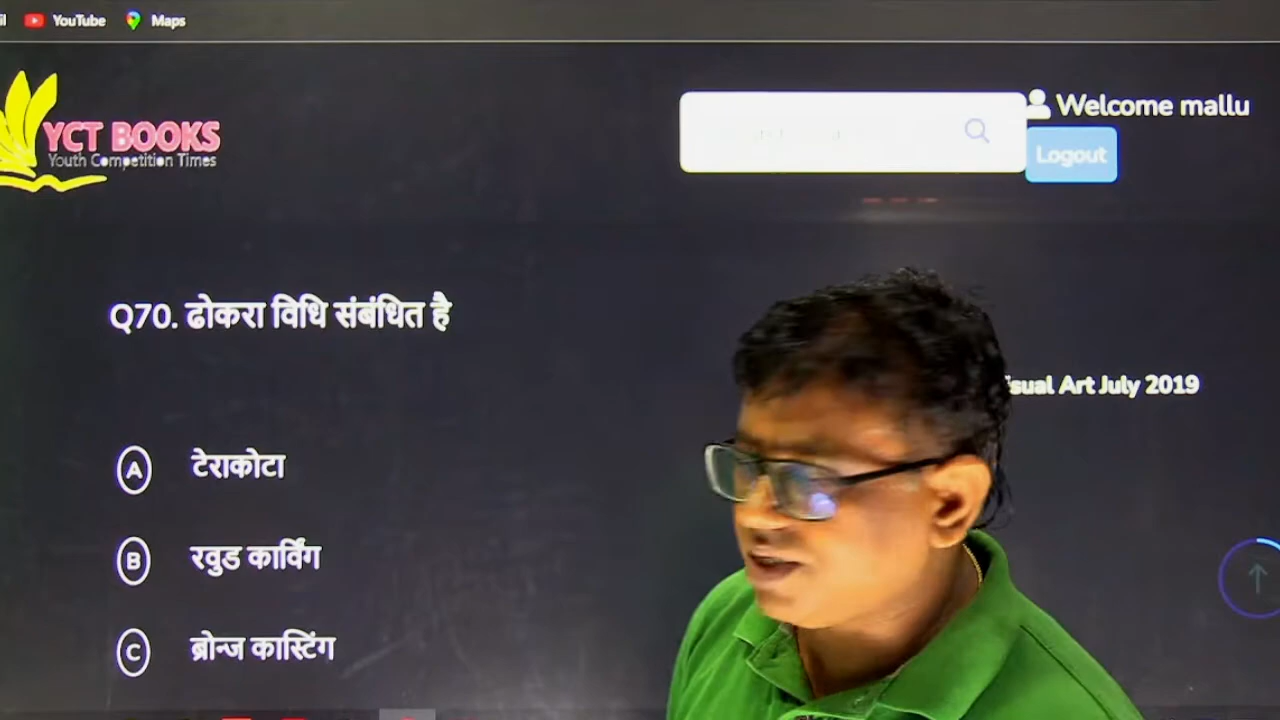 YouTube
Maps
YCT BOOKS
Youth Competition Times
Welcome mallu
Logout
Q70. ढोकरा विधि संबंधित है
sual Art July 2019
A टेराकोटा
B रवुड कार्विंग
C ब्रोन्ज कास्टिंग